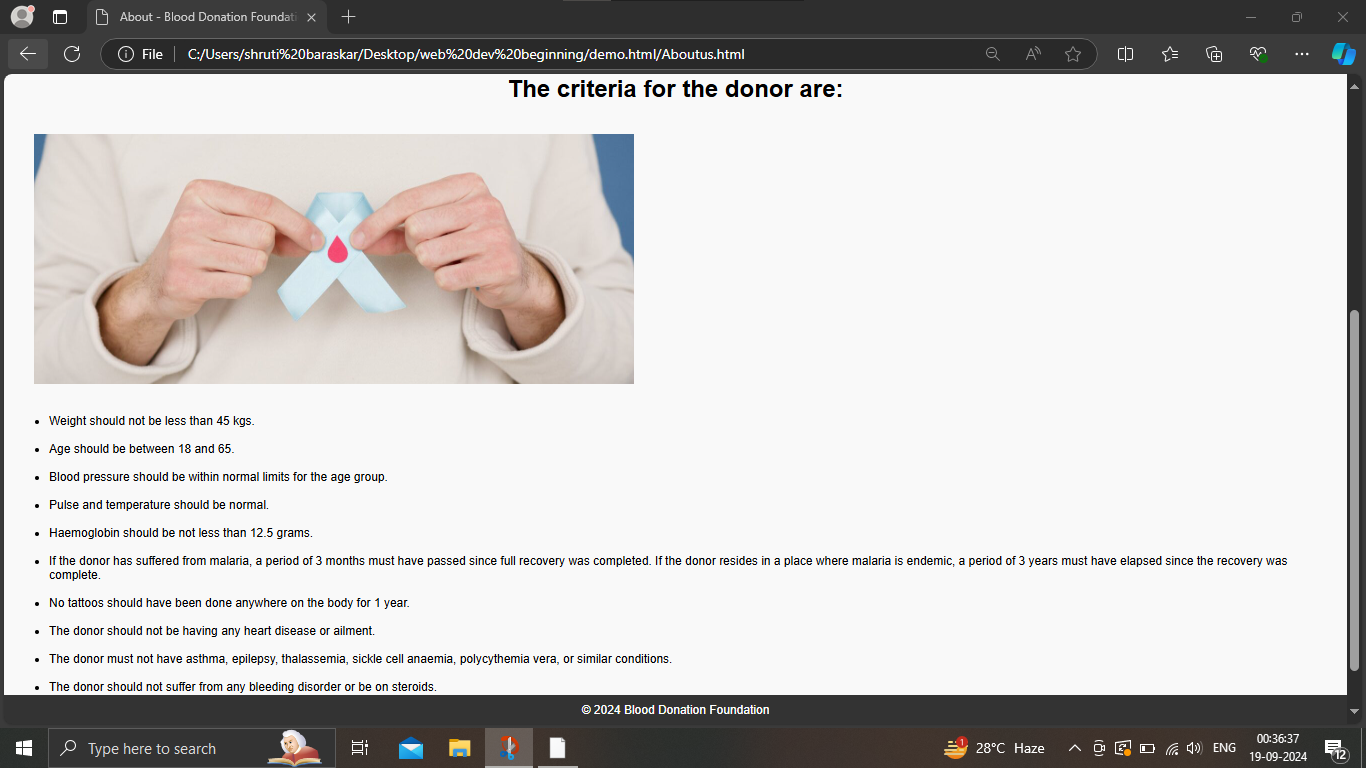 About - Blood Donation Foundati
File
C:/Users/shruti%20baraskar/Desktop/web%20dev%20beginning/demo.html/Aboutus.html
The criteria for the donor are:
• Weight should not be less than 45 kgs.
• Age should be between 18 and 65.
• Blood pressure should be within normal limits for the age group.
• Pulse and temperature should be normal.
• Haemoglobin should be not less than 12.5 grams.
• If the donor has suffered from malaria, a period of 3 months must have passed since full recovery was completed. If the donor resides in a place where malaria is endemic, a period of 3 years must have elapsed since the recovery was
complete.
• No tattoos should have been done anywhere on the body for 1 year.
• The donor should not be having any heart disease or ailment.
• The donor must not have asthma, epilepsy, thalassemia, sickle cell anaemia, polycythemia vera, or similar conditions.
• The donor should not suffer from any bleeding disorder or be on steroids.
© 2024 Blood Donation Foundation
Type here to search
1
28°C Haze
ENG
00:36:37
19-09-2024
12